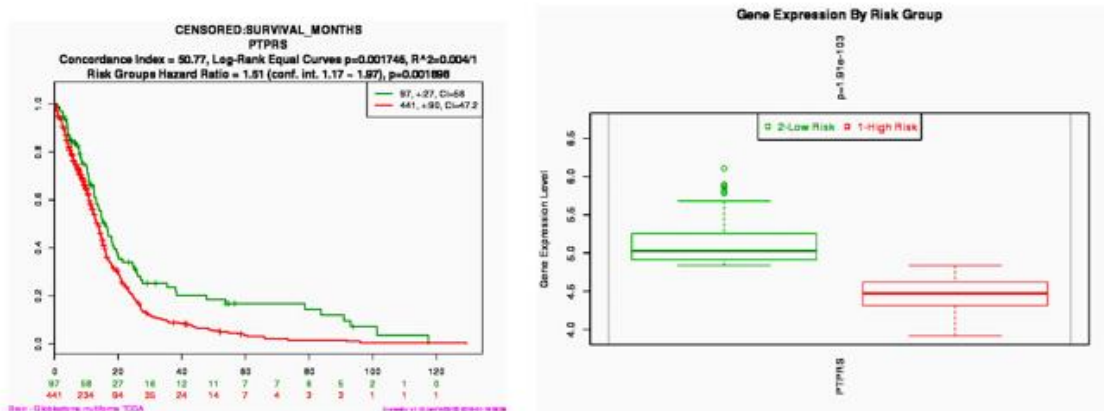 CENSORED:SURVIVAL_MONTHS
PTPRS
Concordance Index = 50.77, Log-Rank Equal Curves p=0.001746, R^2=0.004/1
Risk Groups Hazard Ratio = 1.51 (conf. int. 1.17 ~ 1.97), p=0.001898
97, +:27, CI=56
441, +:90, CI=47.2
1.0
0.8
0.6
0.4
0.2
0.0
0 20 40 60 80 100 120
97 58 27 16 12 11 7 7 6 5 2 1 0
441 234 94 35 24 14 7 4 3 3 1 1 1
Brain - Glioblastoma multiforme TCGA
Gene Expression By Risk Group
p=1.91e-103
2-Low Risk 1-High Risk
Gene Expression Level
6.5
6.0
5.5
5.0
4.5
4.0
PTPRS